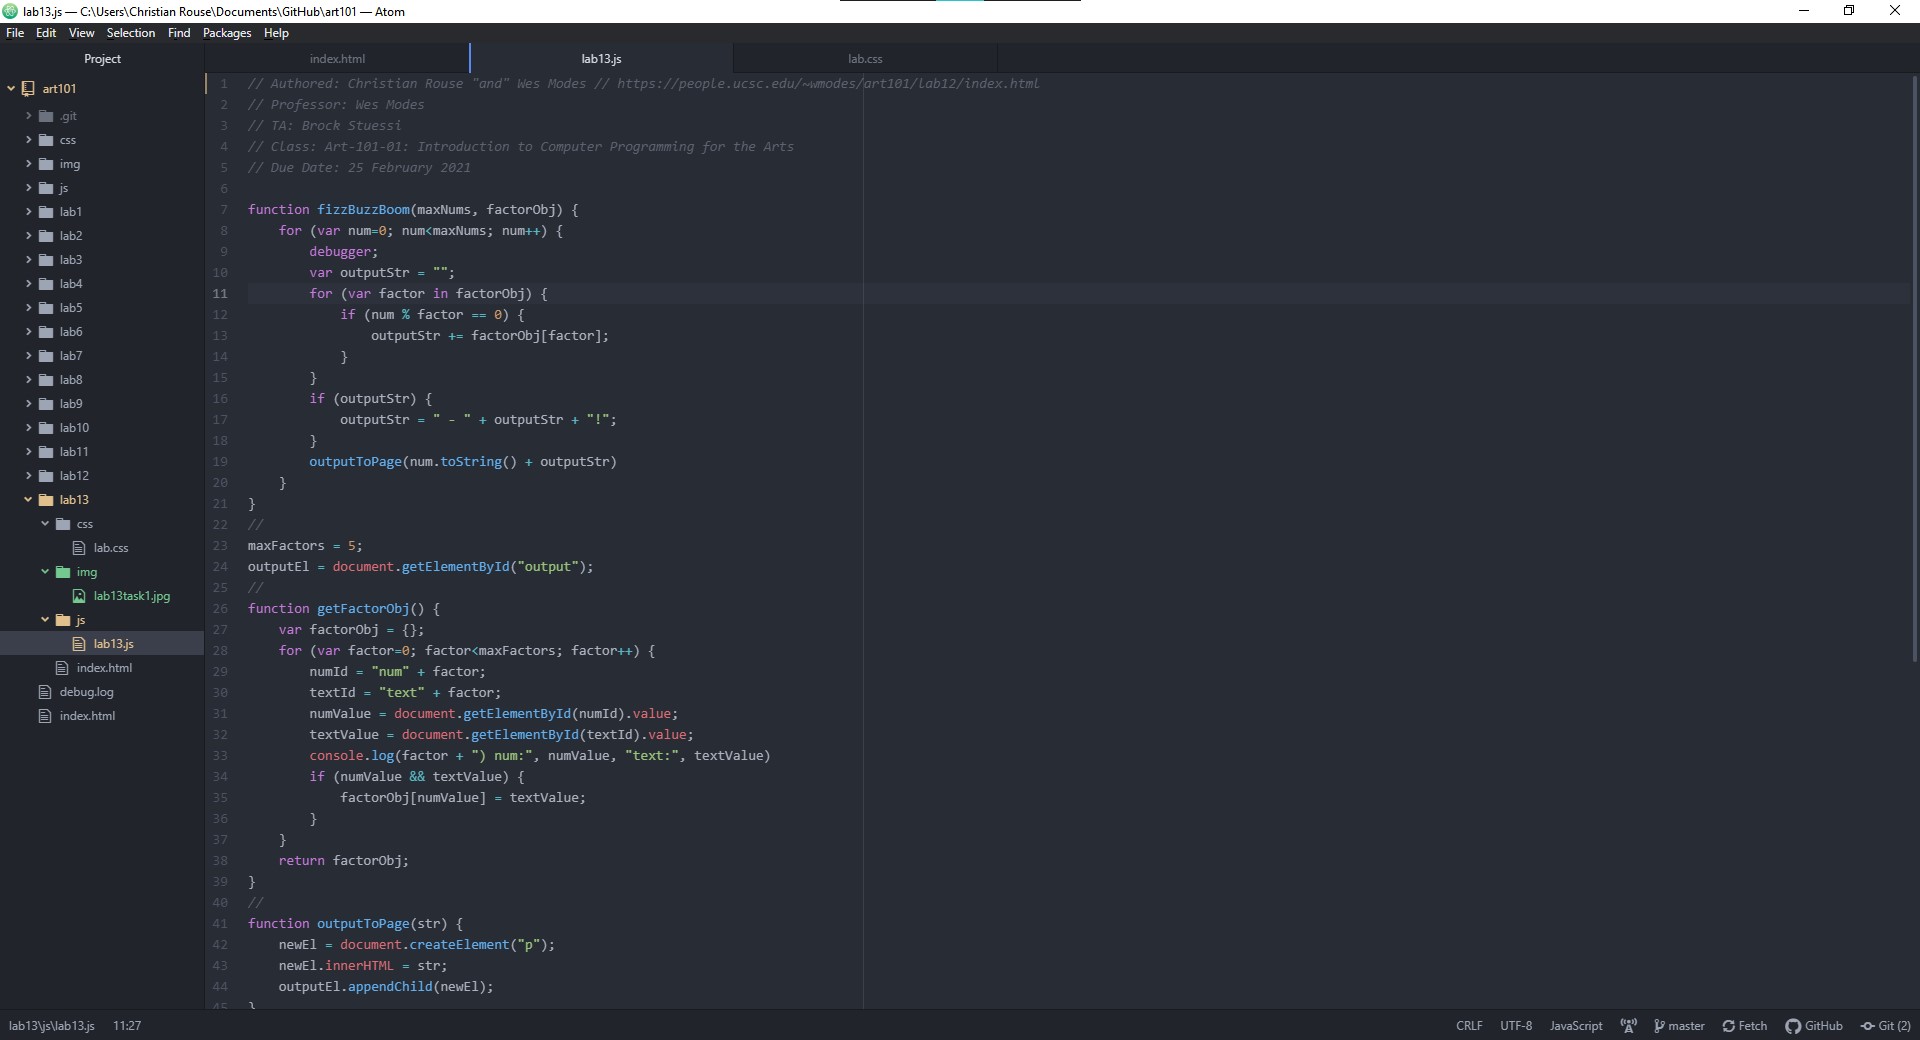 lab13.js — C:\Users\Christian Rouse\Documents\GitHub\art101 — Atom
File Edit View Selection Find Packages Help
Project
index.html
lab13.js
lab.css
art101
.git
css
img
js
lab1
lab2
lab3
lab4
lab5
lab6
lab7
lab8
lab9
lab10
lab11
lab12
lab13
css
lab.css
img
lab13task1.jpg
js
lab13.js
index.html
debug.log
index.html
1 // Authored: Christian Rouse "and" Wes Modes // https://people.ucsc.edu/~wmodes/art101/lab12/index.html
2 // Professor: Wes Modes
3 // TA: Brock Stuessi
4 // Class: Art-101-01: Introduction to Computer Programming for the Arts
5 // Due Date: 25 February 2021
6
7 function fizzBuzzBoom(maxNums, factorObj) {
8     for (var num=0; num<maxNums; num++) {
9         debugger;
10         var outputStr = "";
11         for (var factor in factorObj) {
12             if (num % factor == 0) {
13                 outputStr += factorObj[factor];
14             }
15         }
16         if (outputStr) {
17             outputStr = " - " + outputStr + "!";
18         }
19         outputToPage(num.toString() + outputStr)
20     }
21 }
22 //
23 maxFactors = 5;
24 outputEl = document.getElementById("output");
25 //
26 function getFactorObj() {
27     var factorObj = {};
28     for (var factor=0; factor<maxFactors; factor++) {
29         numId = "num" + factor;
30         textId = "text" + factor;
31         numValue = document.getElementById(numId).value;
32         textValue = document.getElementById(textId).value;
33         console.log(factor + ") num:", numValue, "text:", textValue)
34         if (numValue && textValue) {
35             factorObj[numValue] = textValue;
36         }
37     }
38     return factorObj;
39 }
40 //
41 function outputToPage(str) {
42     newEl = document.createElement("p");
43     newEl.innerHTML = str;
44     outputEl.appendChild(newEl);
45 }
lab13\js\lab13.js 11:27 CRLF UTF-8 JavaScript master Fetch GitHub Git (2)